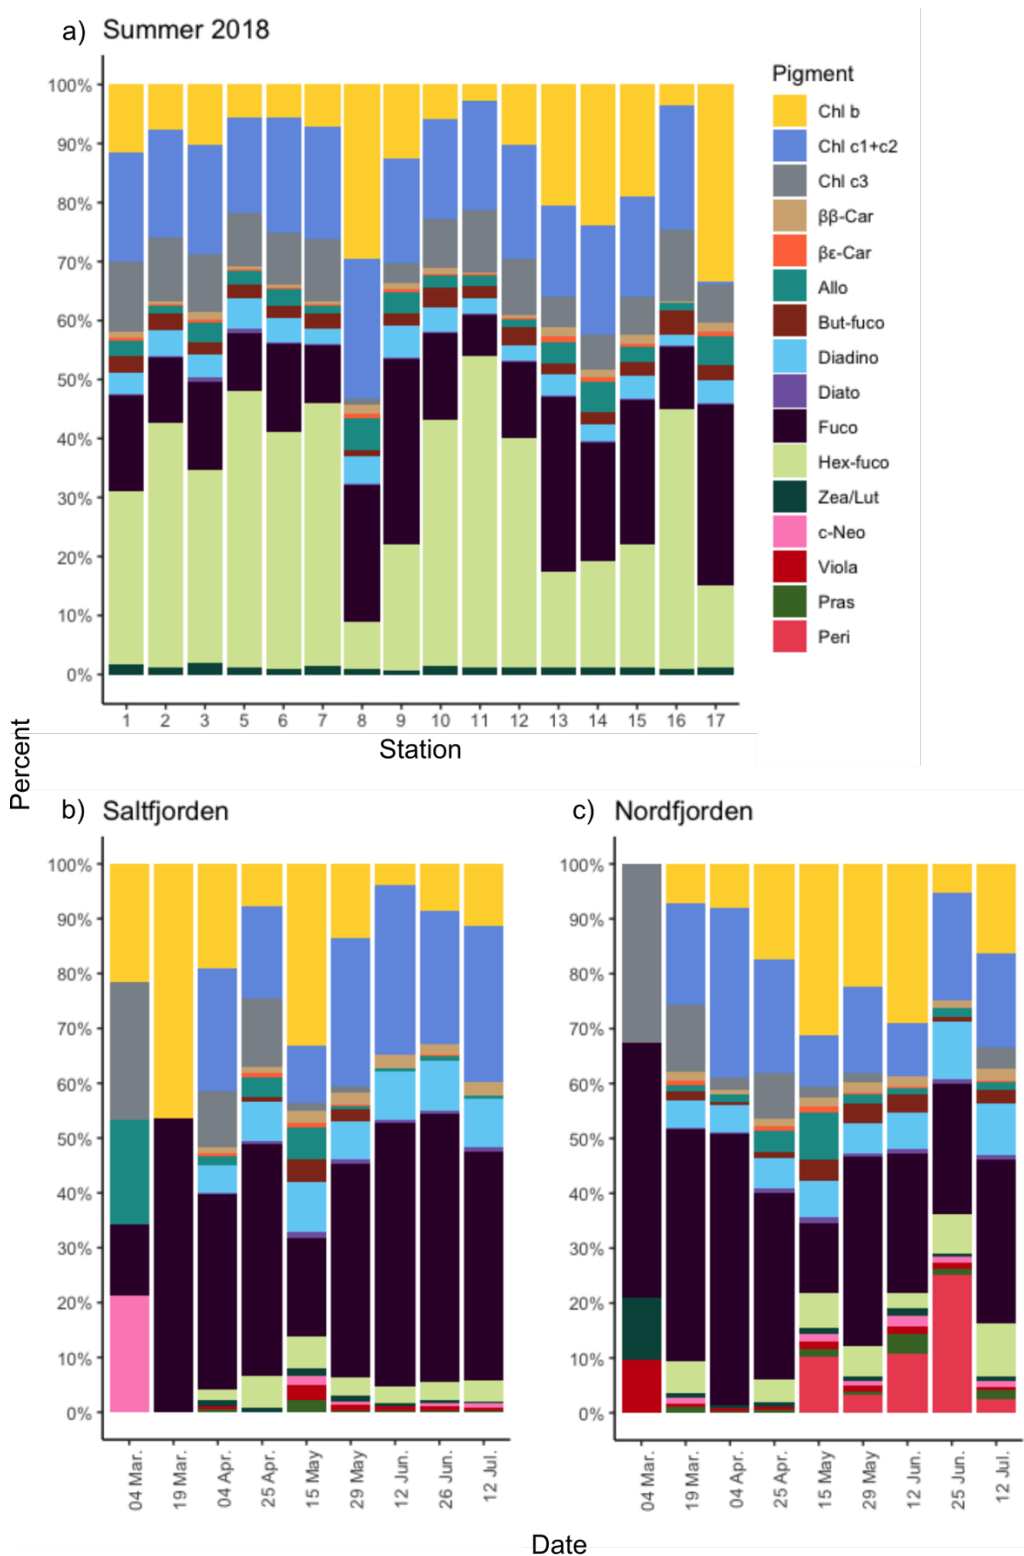 a) Summer 2018
100%
90%
80%
70%
60%
50%
40%
30%
20%
10%
0%
1 2 3 5 6 7 8 9 10 11 12 13 14 15 16 17
Station
Pigment
Chl b
Chl c1+c2
Chl c3
ββ-Car
βε-Car
Allo
But-fuco
Diadino
Diato
Fuco
Hex-fuco
Zea/Lut
c-Neo
Viola
Pras
Peri
Percent
b) Saltfjorden
100%
90%
80%
70%
60%
50%
40%
30%
20%
10%
0%
04 Mar.
19 Mar.
04 Apr.
25 Apr.
15 May
29 May
12 Jun.
26 Jun.
12 Jul.
c) Nordfjorden
100%
90%
80%
70%
60%
50%
40%
30%
20%
10%
0%
04 Mar.
19 Mar.
04 Apr.
25 Apr.
15 May
29 May
12 Jun.
25 Jun.
12 Jul.
Date